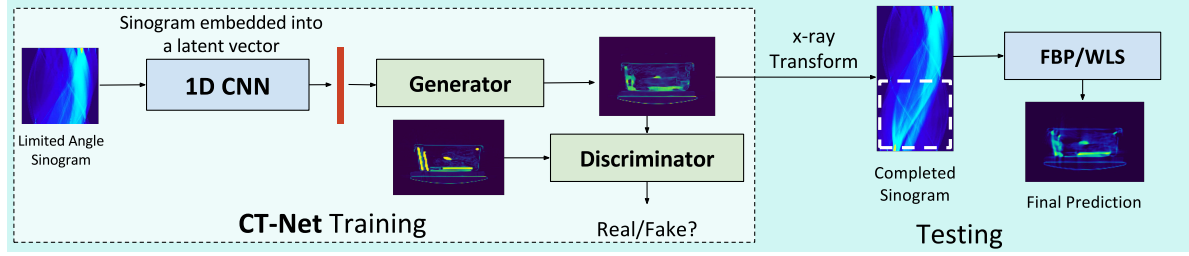 Sinogram embedded into
a latent vector
1D CNN
Generator
Limited Angle
Sinogram
Discriminator
Real/Fake?
CT-Net Training
x-ray
Transform
Completed
Sinogram
FBP/WLS
Final Prediction
Testing